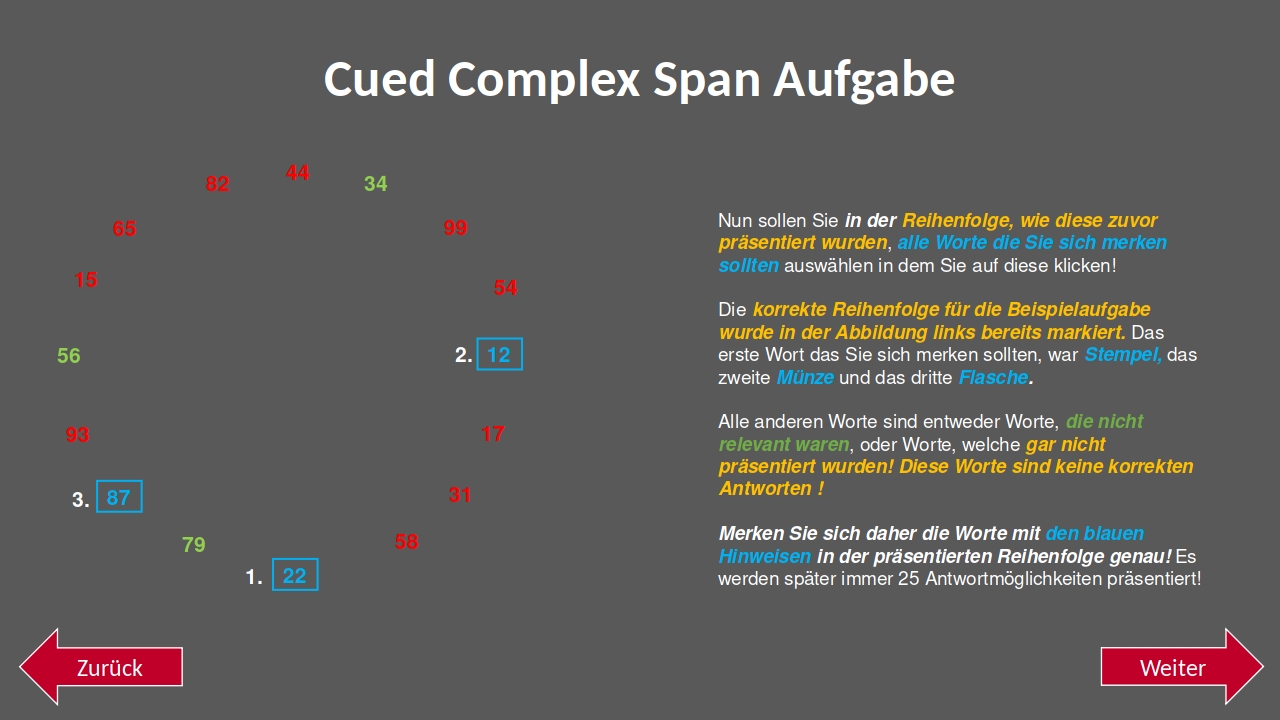 Cued Complex Span Aufgabe
44
82
34
65
99
15
54
56
2. 12
93
17
3. 87
31
79
58
1. 22
Nun sollen Sie in der Reihenfolge, wie diese zuvor
präsentiert wurden, alle Worte die Sie sich merken
sollten auswählen in dem Sie auf diese klicken!
Die korrekte Reihenfolge für die Beispielaufgabe
wurde in der Abbildung links bereits markiert. Das
erste Wort das Sie sich merken sollten, war Stempel, das
zweite Münze und das dritte Flasche.
Alle anderen Worte sind entweder Worte, die nicht
relevant waren, oder Worte, welche gar nicht
präsentiert wurden! Diese Worte sind keine korrekten
Antworten !
Merken Sie sich daher die Worte mit den blauen
Hinweisen in der präsentierten Reihenfolge genau! Es
werden später immer 25 Antwortmöglichkeiten präsentiert!
Zurück
Weiter